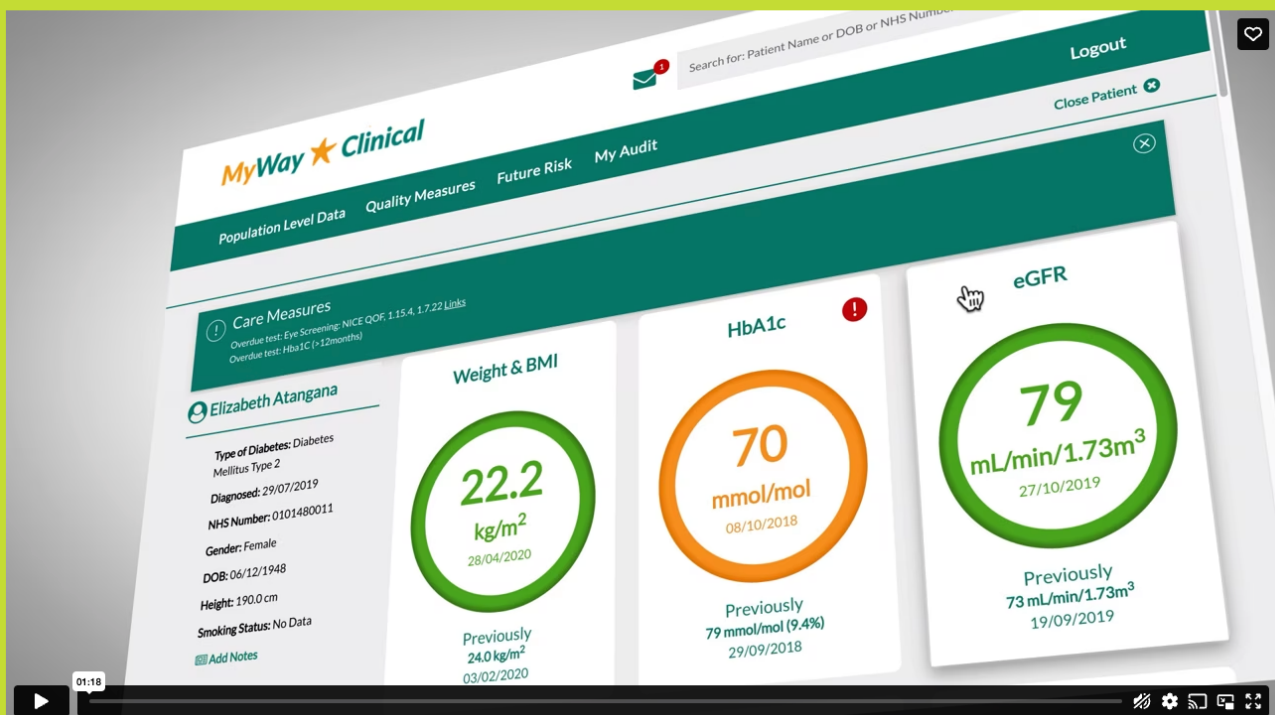 Search for: Patient Name or DOB or NHS Number
1
Logout
MyWay Clinical
Close Patient
Population Level Data Quality Measures Future Risk My Audit
Care Measures
Overdue test: Eye Screening: NICE QOF, 1.15.4, 1.7.22 Links
Overdue test: Hba1C (>12months)
Elizabeth Atangana
Type of Diabetes: Diabetes
Mellitus Type 2
Diagnosed: 29/07/2019
NHS Number: 0101480011
Gender: Female
DOB: 06/12/1948
Height: 190.0 cm
Smoking Status: No Data
Add Notes
Weight & BMI
22.2
kg/m²
28/04/2020
Previously
24.0 kg/m²
03/02/2020
HbA1c
!
70
mmol/mol
08/10/2018
Previously
79 mmol/mol (9.4%)
29/09/2018
eGFR
79
mL/min/1.73m³
27/10/2019
Previously
73 mL/min/1.73m³
19/09/2019
01:18